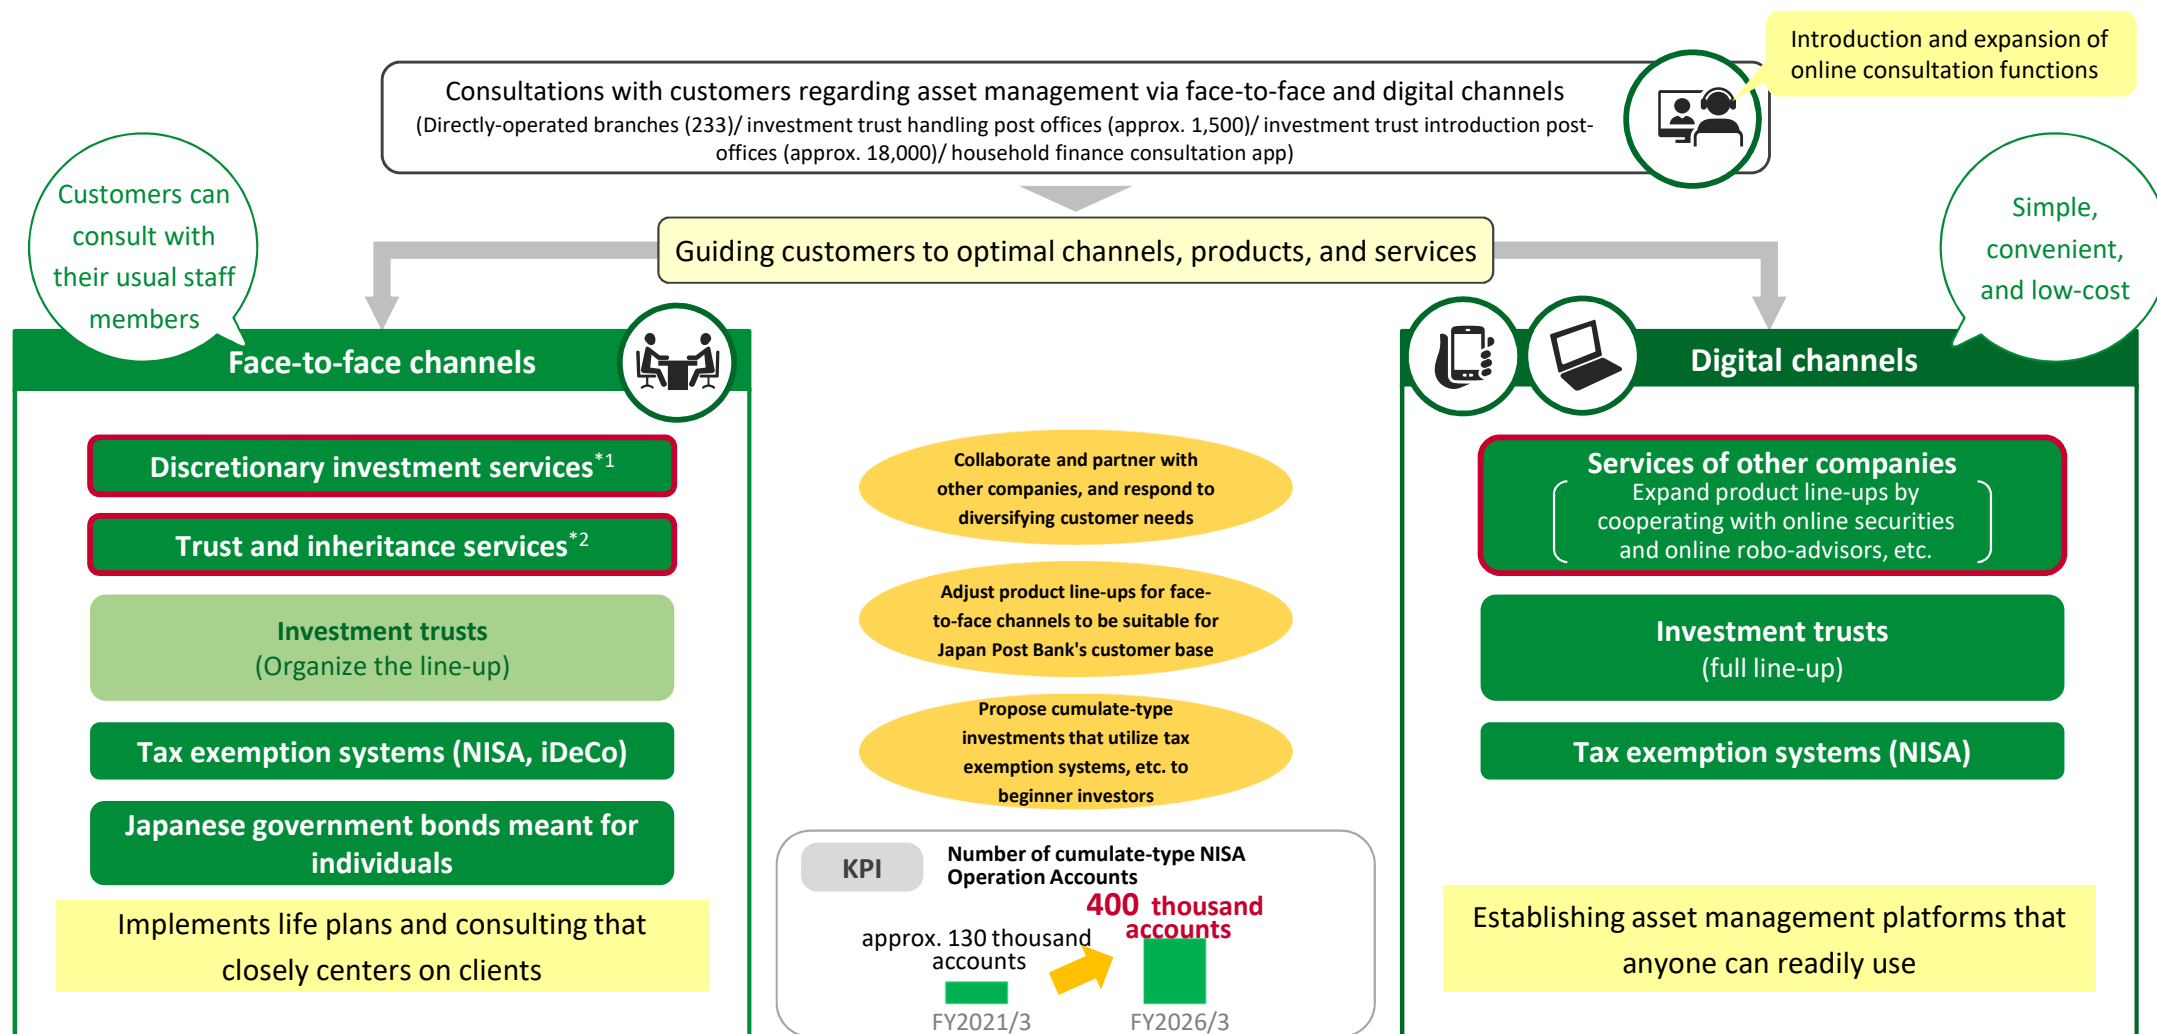 Introduction and expansion of
online consultation functions
Consultations with customers regarding asset management via face-to-face and digital channels
(Directly-operated branches (233)/ investment trust handling post offices (approx. 1,500)/ investment trust introduction post-
offices (approx. 18,000)/ household finance consultation app)
Customers can
consult with
their usual staff
members
Guiding customers to optimal channels, products, and services
Simple,
convenient,
and low-cost
Face-to-face channels
Discretionary investment services*1
Trust and inheritance services*2
Investment trusts
(Organize the line-up)
Tax exemption systems (NISA, iDeCo)
Japanese government bonds meant for
individuals
Implements life plans and consulting that
closely centers on clients
Collaborate and partner with
other companies, and respond to
diversifying customer needs
Adjust product line-ups for face-
to-face channels to be suitable for
Japan Post Bank's customer base
Propose cumulate-type
investments that utilize tax
exemption systems, etc. to
beginner investors
KPI
Number of cumulate-type NISA
Operation Accounts
400 thousand
accounts
approx. 130 thousand
accounts
FY2021/3
FY2026/3
Digital channels
Services of other companies
Expand product line-ups by
cooperating with online securities
and online robo-advisors, etc.
Investment trusts
(full line-up)
Tax exemption systems (NISA)
Establishing asset management platforms that
anyone can readily use